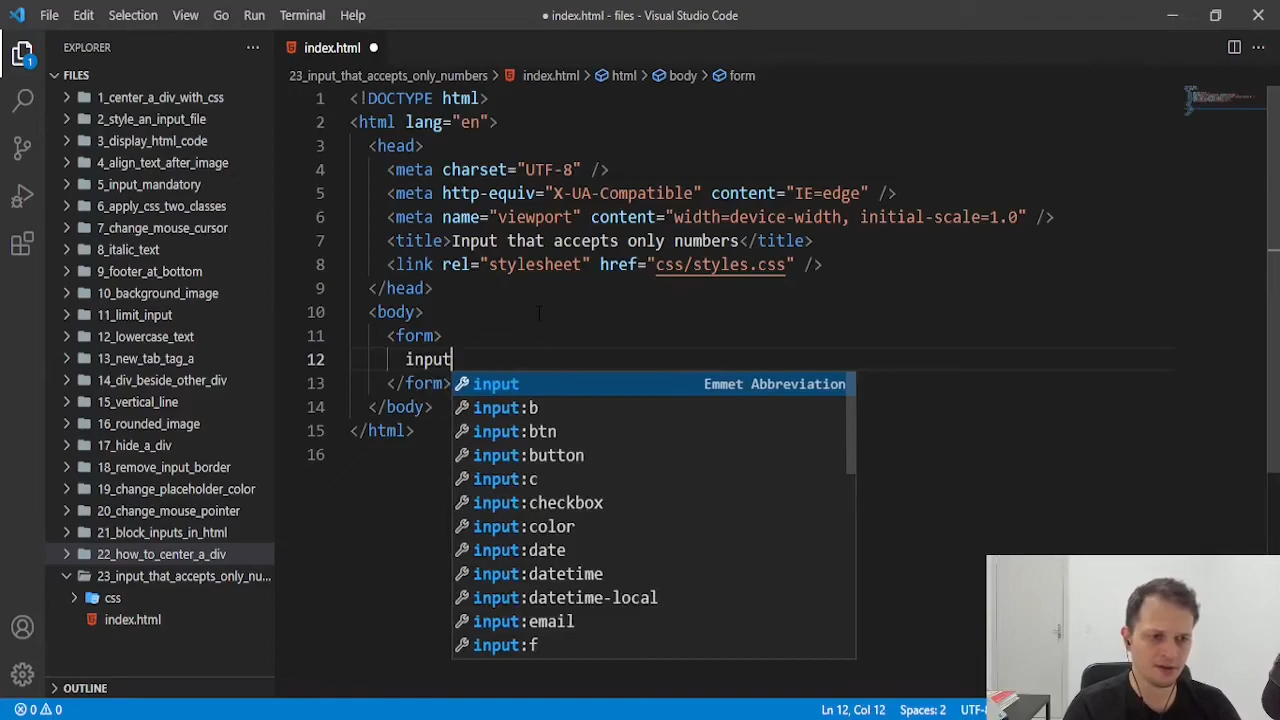 File Edit Selection View Go Run Terminal Help
● index.html - files - Visual Studio Code
EXPLORER
index.html
1
FILES
23_input_that_accepts_only_numbers > index.html > html > body > form
1_center_a_div_with_css
2_style_an_input_file
3_display_html_code
4_align_text_after_image
5_input_mandatory
6_apply_css_two_classes
7_change_mouse_cursor
8_italic_text
9_footer_at_bottom
10_background_image
11_limit_input
12_lowercase_text
13_new_tab_tag_a
14_div_beside_other_div
15_vertical_line
16_rounded_image
17_hide_a_div
18_remove_input_border
19_change_placeholder_color
20_change_mouse_pointer
21_block_inputs_in_html
22_how_to_center_a_div
23_input_that_accepts_only_nu...
css
index.html
OUTLINE
1 <!DOCTYPE html>
2 <html lang="en">
3 <head>
4 <meta charset="UTF-8" />
5 <meta http-equiv="X-UA-Compatible" content="IE=edge" />
6 <meta name="viewport" content="width=device-width, initial-scale=1.0" />
7 <title>Input that accepts only numbers</title>
8 <link rel="stylesheet" href="css/styles.css" />
9 </head>
10 <body>
11 <form>
12 input
13 </form>
14 </body>
15 </html>
16
input Emmet Abbreviation
input:b
input:btn
input:button
input:c
input:checkbox
input:color
input:date
input:datetime
input:datetime-local
input:email
input:f
0 0
Ln 12, Col 12 Spaces: 2 UTF-8